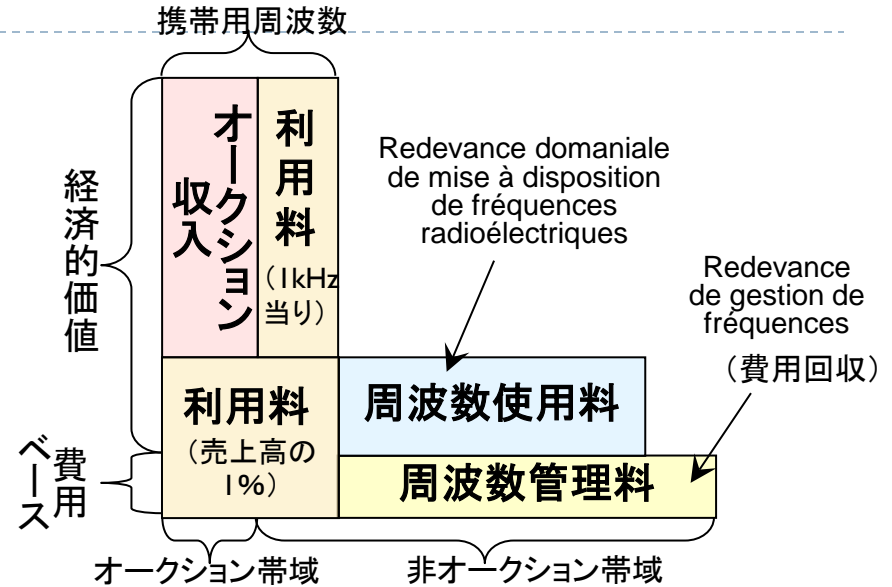 携帯用周波数
オークション
収入
利
用
料
（1kHz
当り）
経済的価値
Redevance domaniale
de mise à disposition
de fréquences
radioélectriques
Redevance
de gestion de
fréquences
（費用回収）
利用料
（売上高の
1%）
周波数使用料
周波数管理料
費用
ベース
オークション帯域
非オークション帯域